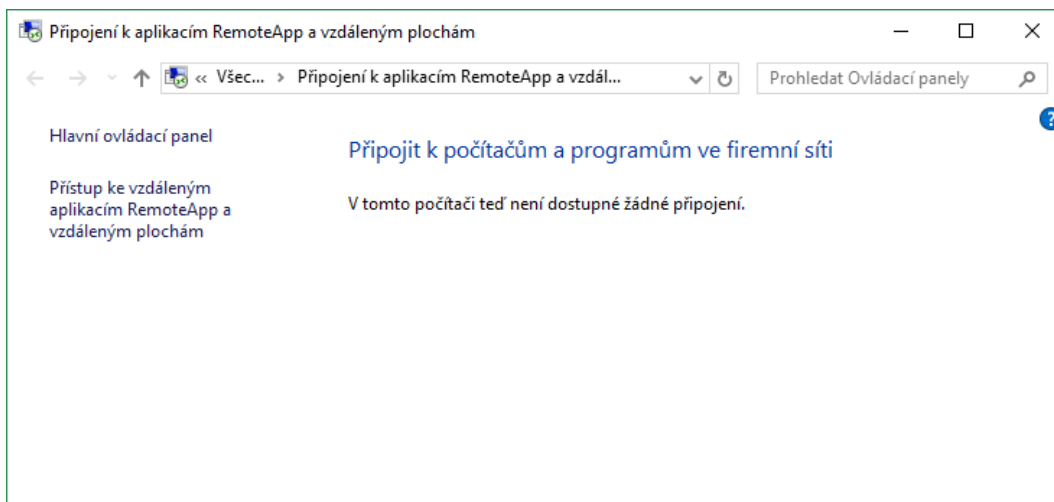 Připojení k aplikacím RemoteApp a vzdáleným plochám
« Všec... › Připojení k aplikacím RemoteApp a vzdál...
Prohledat Ovládací panely
?
Hlavní ovládací panel
Přístup ke vzdáleným
aplikacím RemoteApp a
vzdáleným plochám
Připojit k počítačům a programům ve firemní síti
V tomto počítači teď není dostupné žádné připojení.